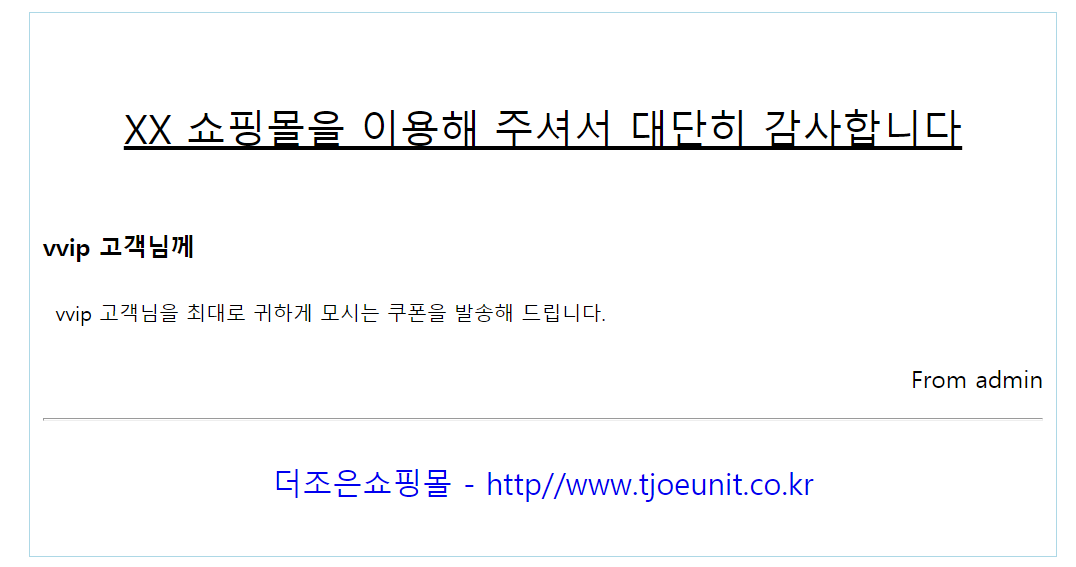 XX 쇼핑몰을 이용해 주셔서 대단히 감사합니다
vvip 고객님께
vvip 고객님을 최대로 귀하게 모시는 쿠폰을 발송해 드립니다.
From admin
더조은쇼핑몰 - http//www.tjoeunit.co.kr